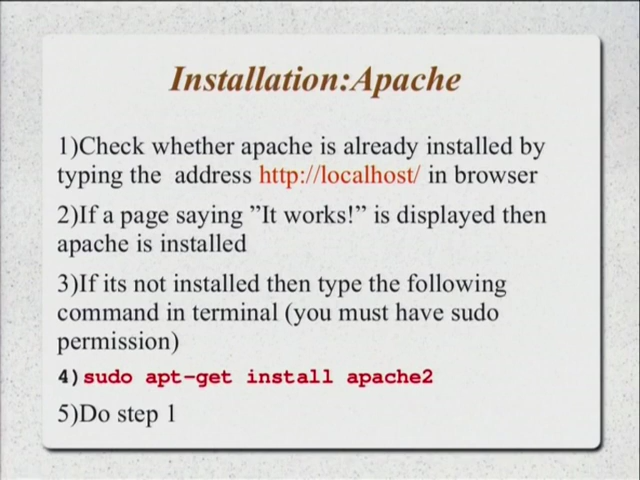 Installation:Apache
1)Check whether apache is already installed by
typing the  address http://localhost/ in browser
2)If a page saying ”It works!” is displayed then
apache is installed
3)If its not installed then type the following
command in terminal (you must have sudo
permission)
4)sudo apt-get install apache2
5)Do step 1